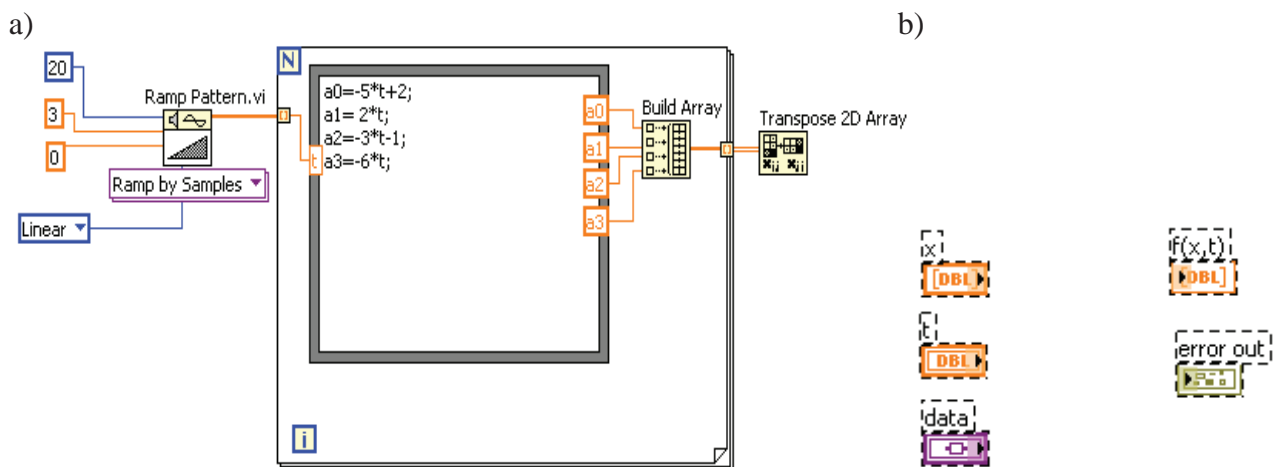 a)
b)
N
20
Ramp Pattern.vi
a0=-5*t+2;
a1= 2*t;
a2=-3*t-1;
a3=-6*t;
a0
Build Array
3
Transpose 2D Array
a1
0
t
a2
Ramp by Samples
a3
Linear
x
f(x,t)
[DBL]
DBL]
t
error out
DBL
data
i